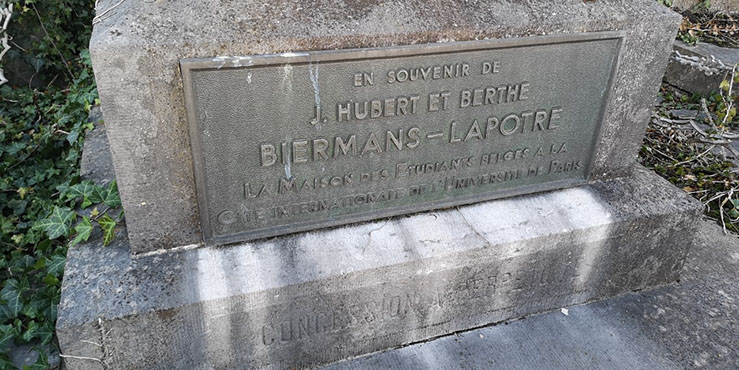 EN SOUVENIR DE
J. HUBERT ET BERTHE
BIERMANS-LAPOTRE
LA MAISON DES ETUDIANTS BELGES A LA
CITE INTERNATIONALE DE L'UNIVERSITE DE PARIS
CONCESSION A PERPETUITE